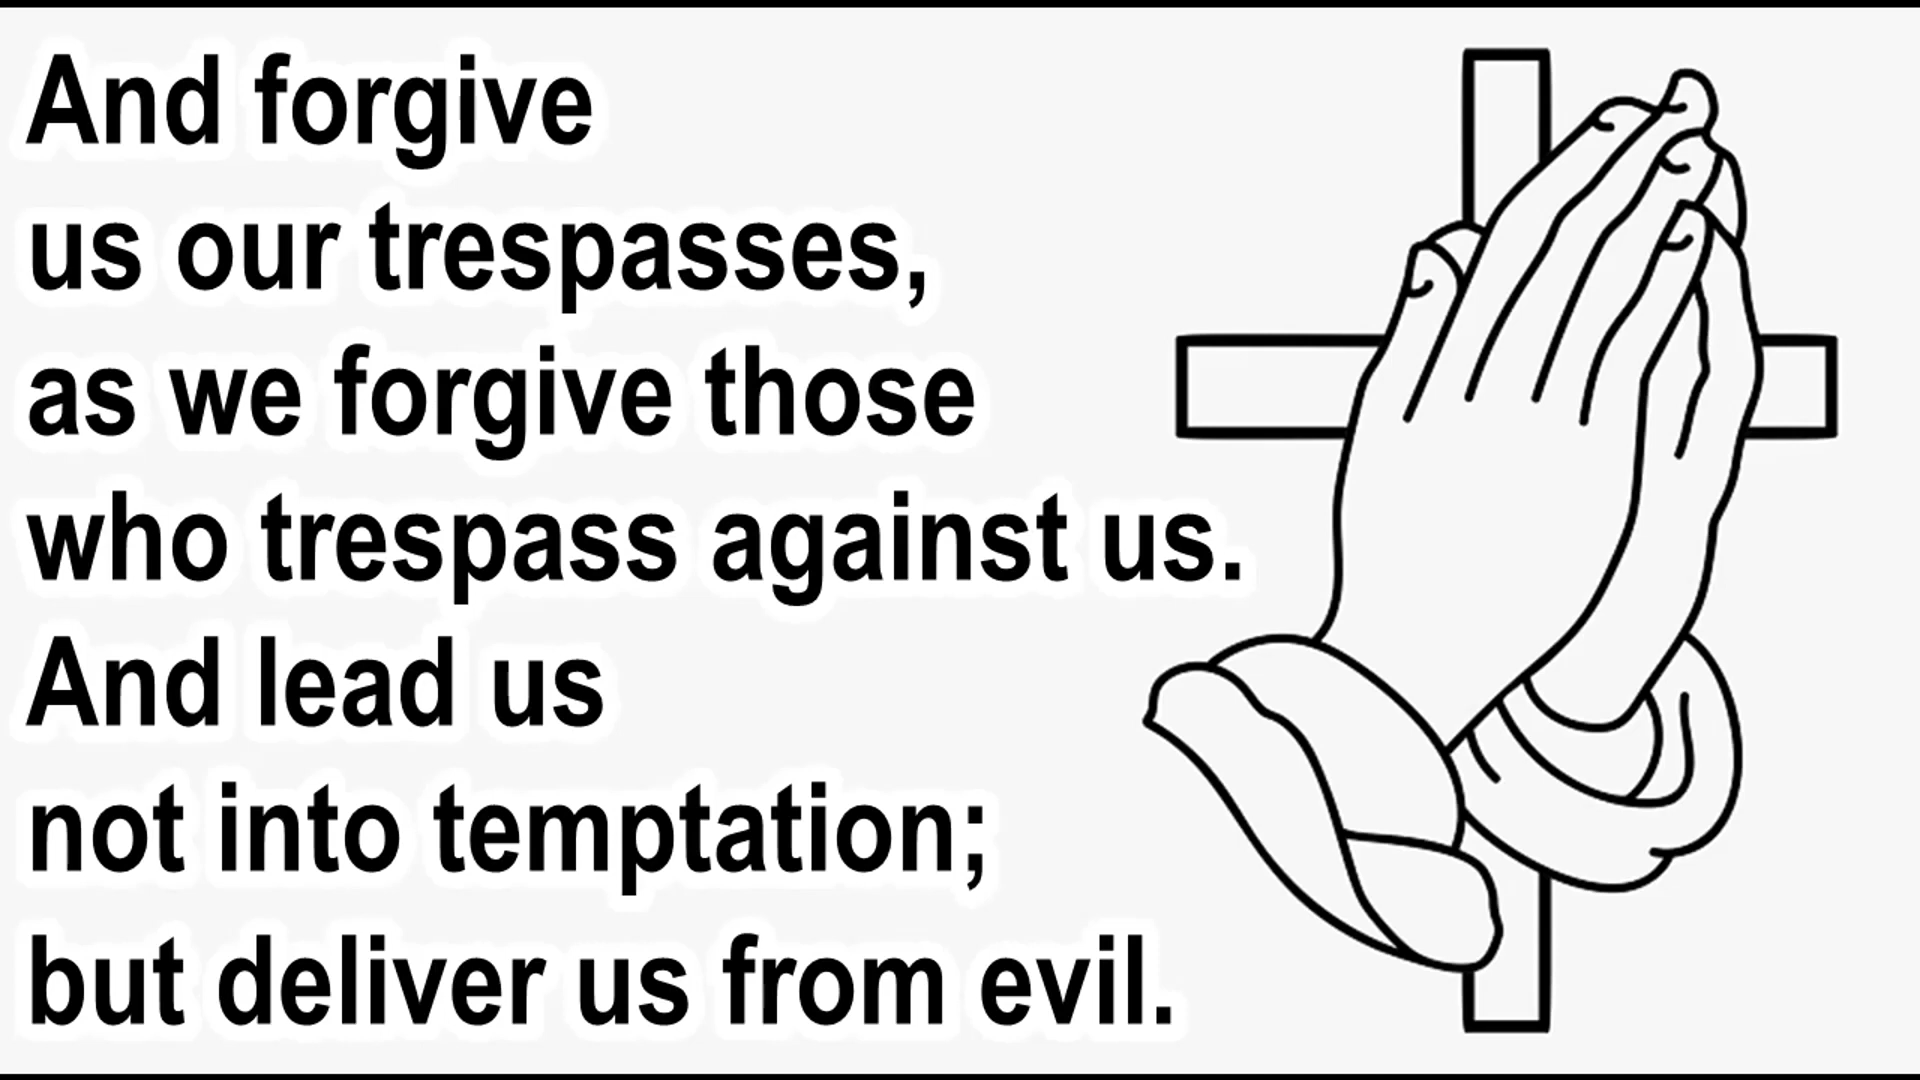 And forgive
us our trespasses,
as we forgive those
who trespass against us.
And lead us
not into temptation;
but deliver us from evil.